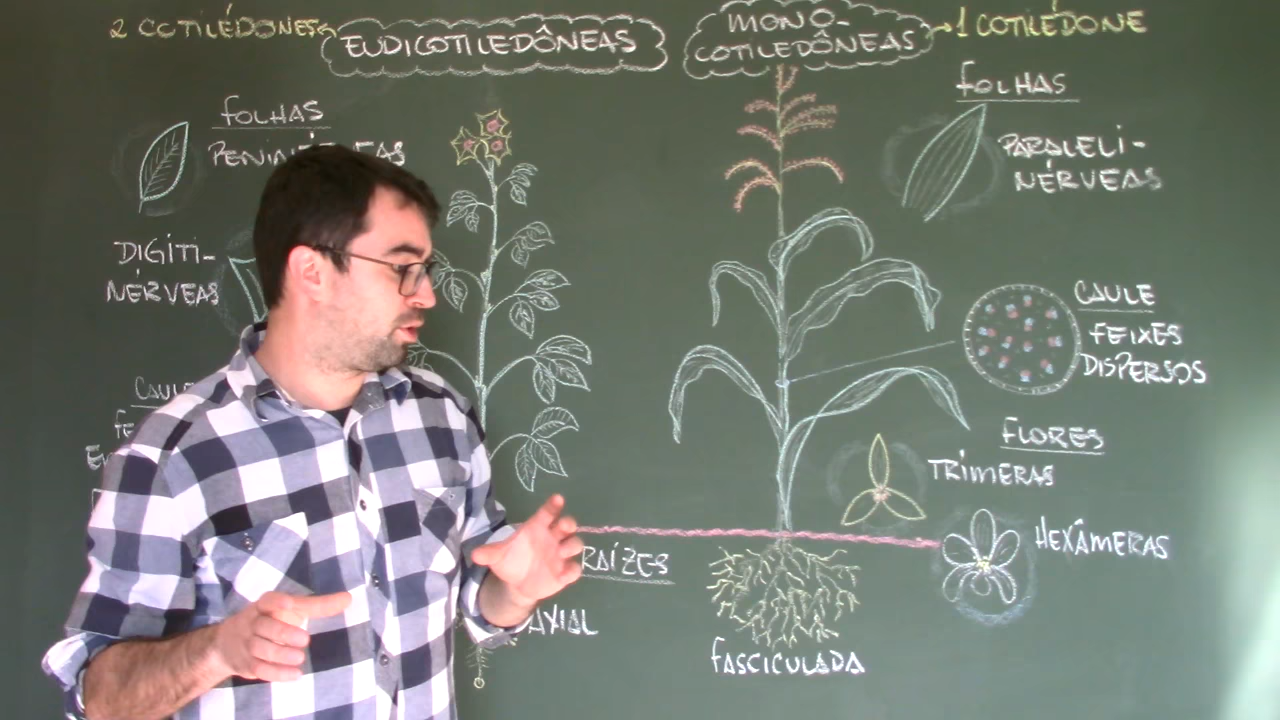 2 COTILÉDONES
EUDICOTILEDÔNEAS
FOLHAS
DIGITI-
NÉRVEAS
RAÍZES
AXIAL
MONO-
COTILEDÔNEAS
1 COTILÉDONE
FOLHAS
PARALELI-
NÉRVEAS
CAULE
FEIXES
DISPERSOS
FLORES
TRÍMERAS
HEXÂMERAS
FASCICULADA